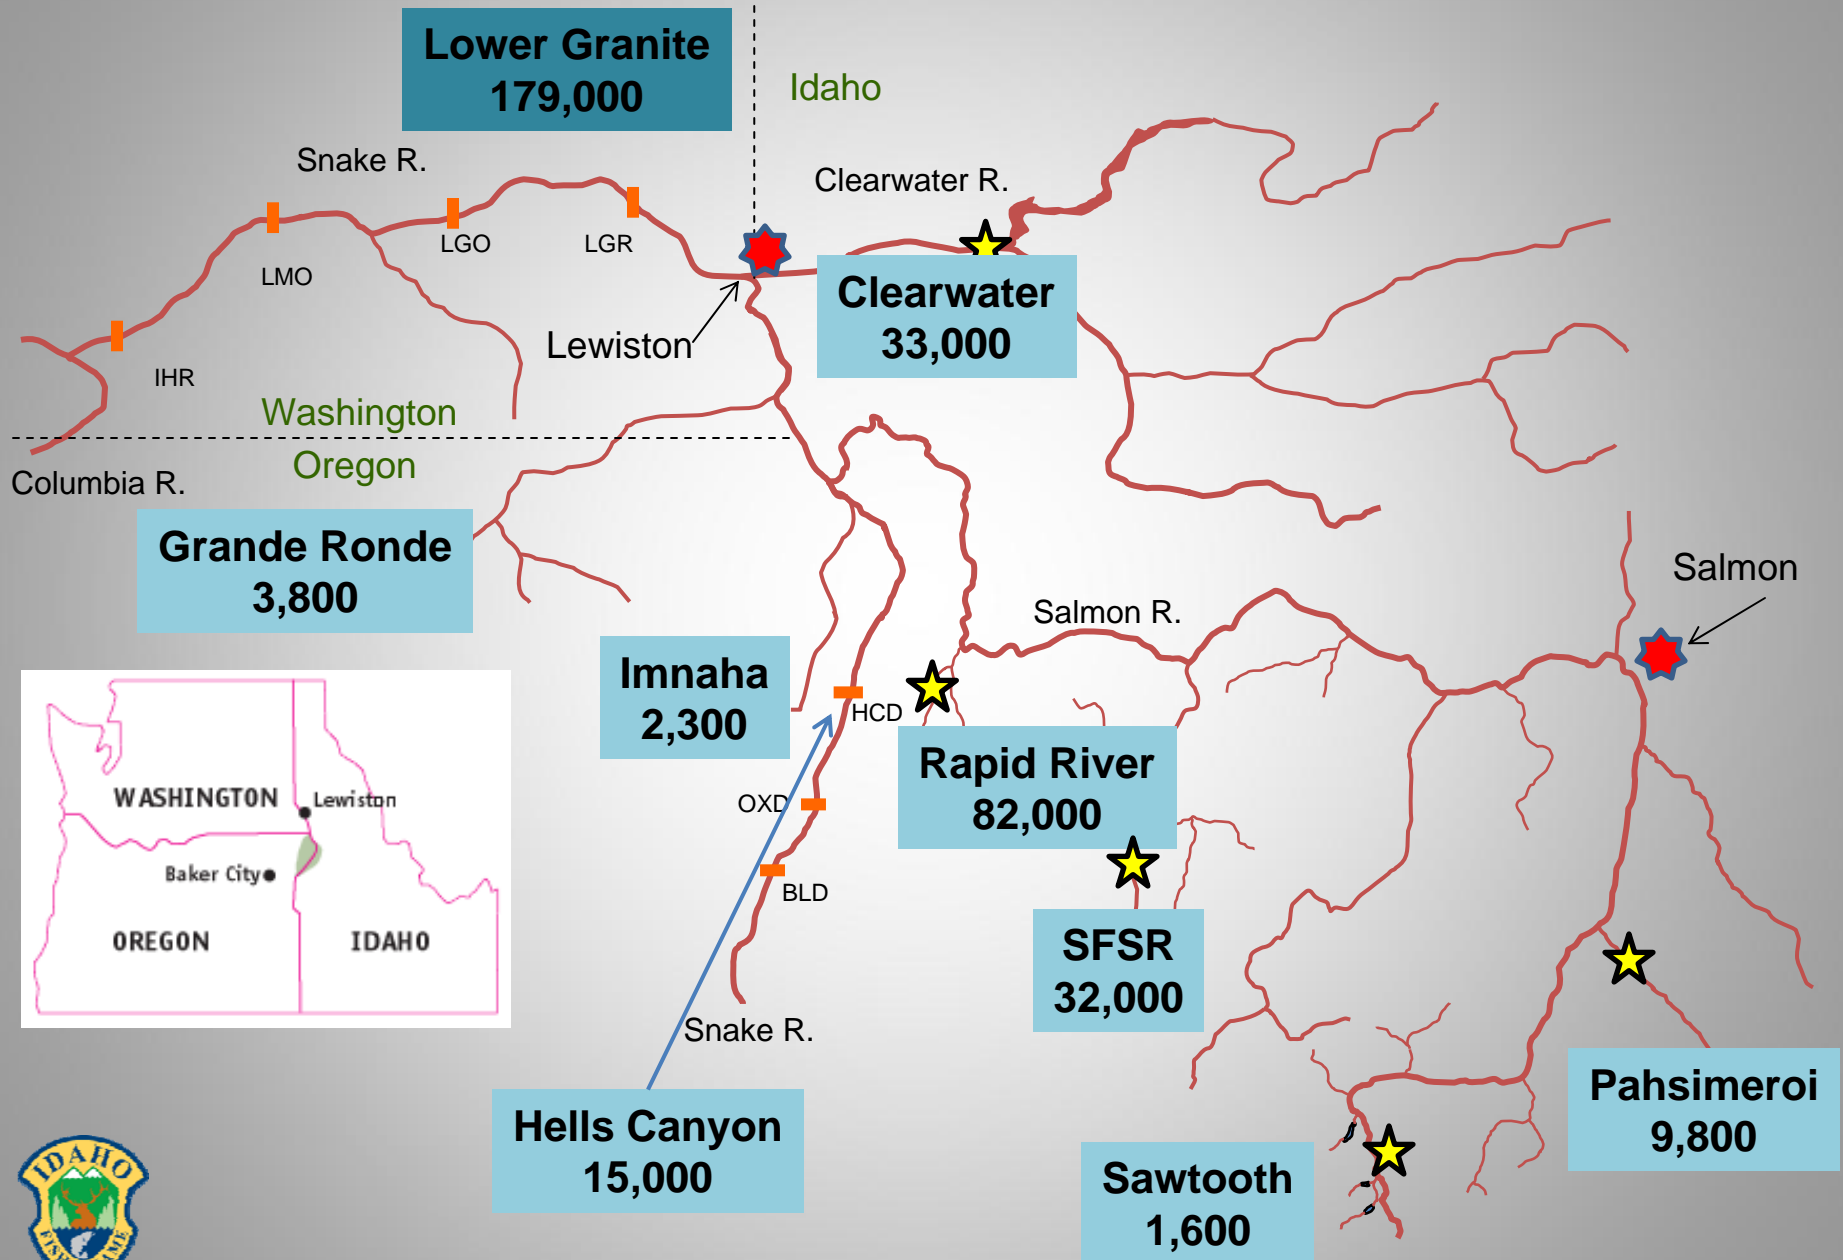 Lower Granite
179,000
Idaho
Snake R.
Clearwater R.
LGO
LGR
LMO
Clearwater
33,000
Lewiston
IHR
Washington
Oregon
Columbia R.
Grande Ronde
3,800
Salmon
Salmon R.
Imnaha
2,300
HCD
Rapid River
82,000
OXD
BLD
WASHINGTON
Lewiston
Baker City
OREGON
IDAHO
SFSR
32,000
Snake R.
Hells Canyon
15,000
Pahsimeroi
9,800
Sawtooth
1,600
IDAHO